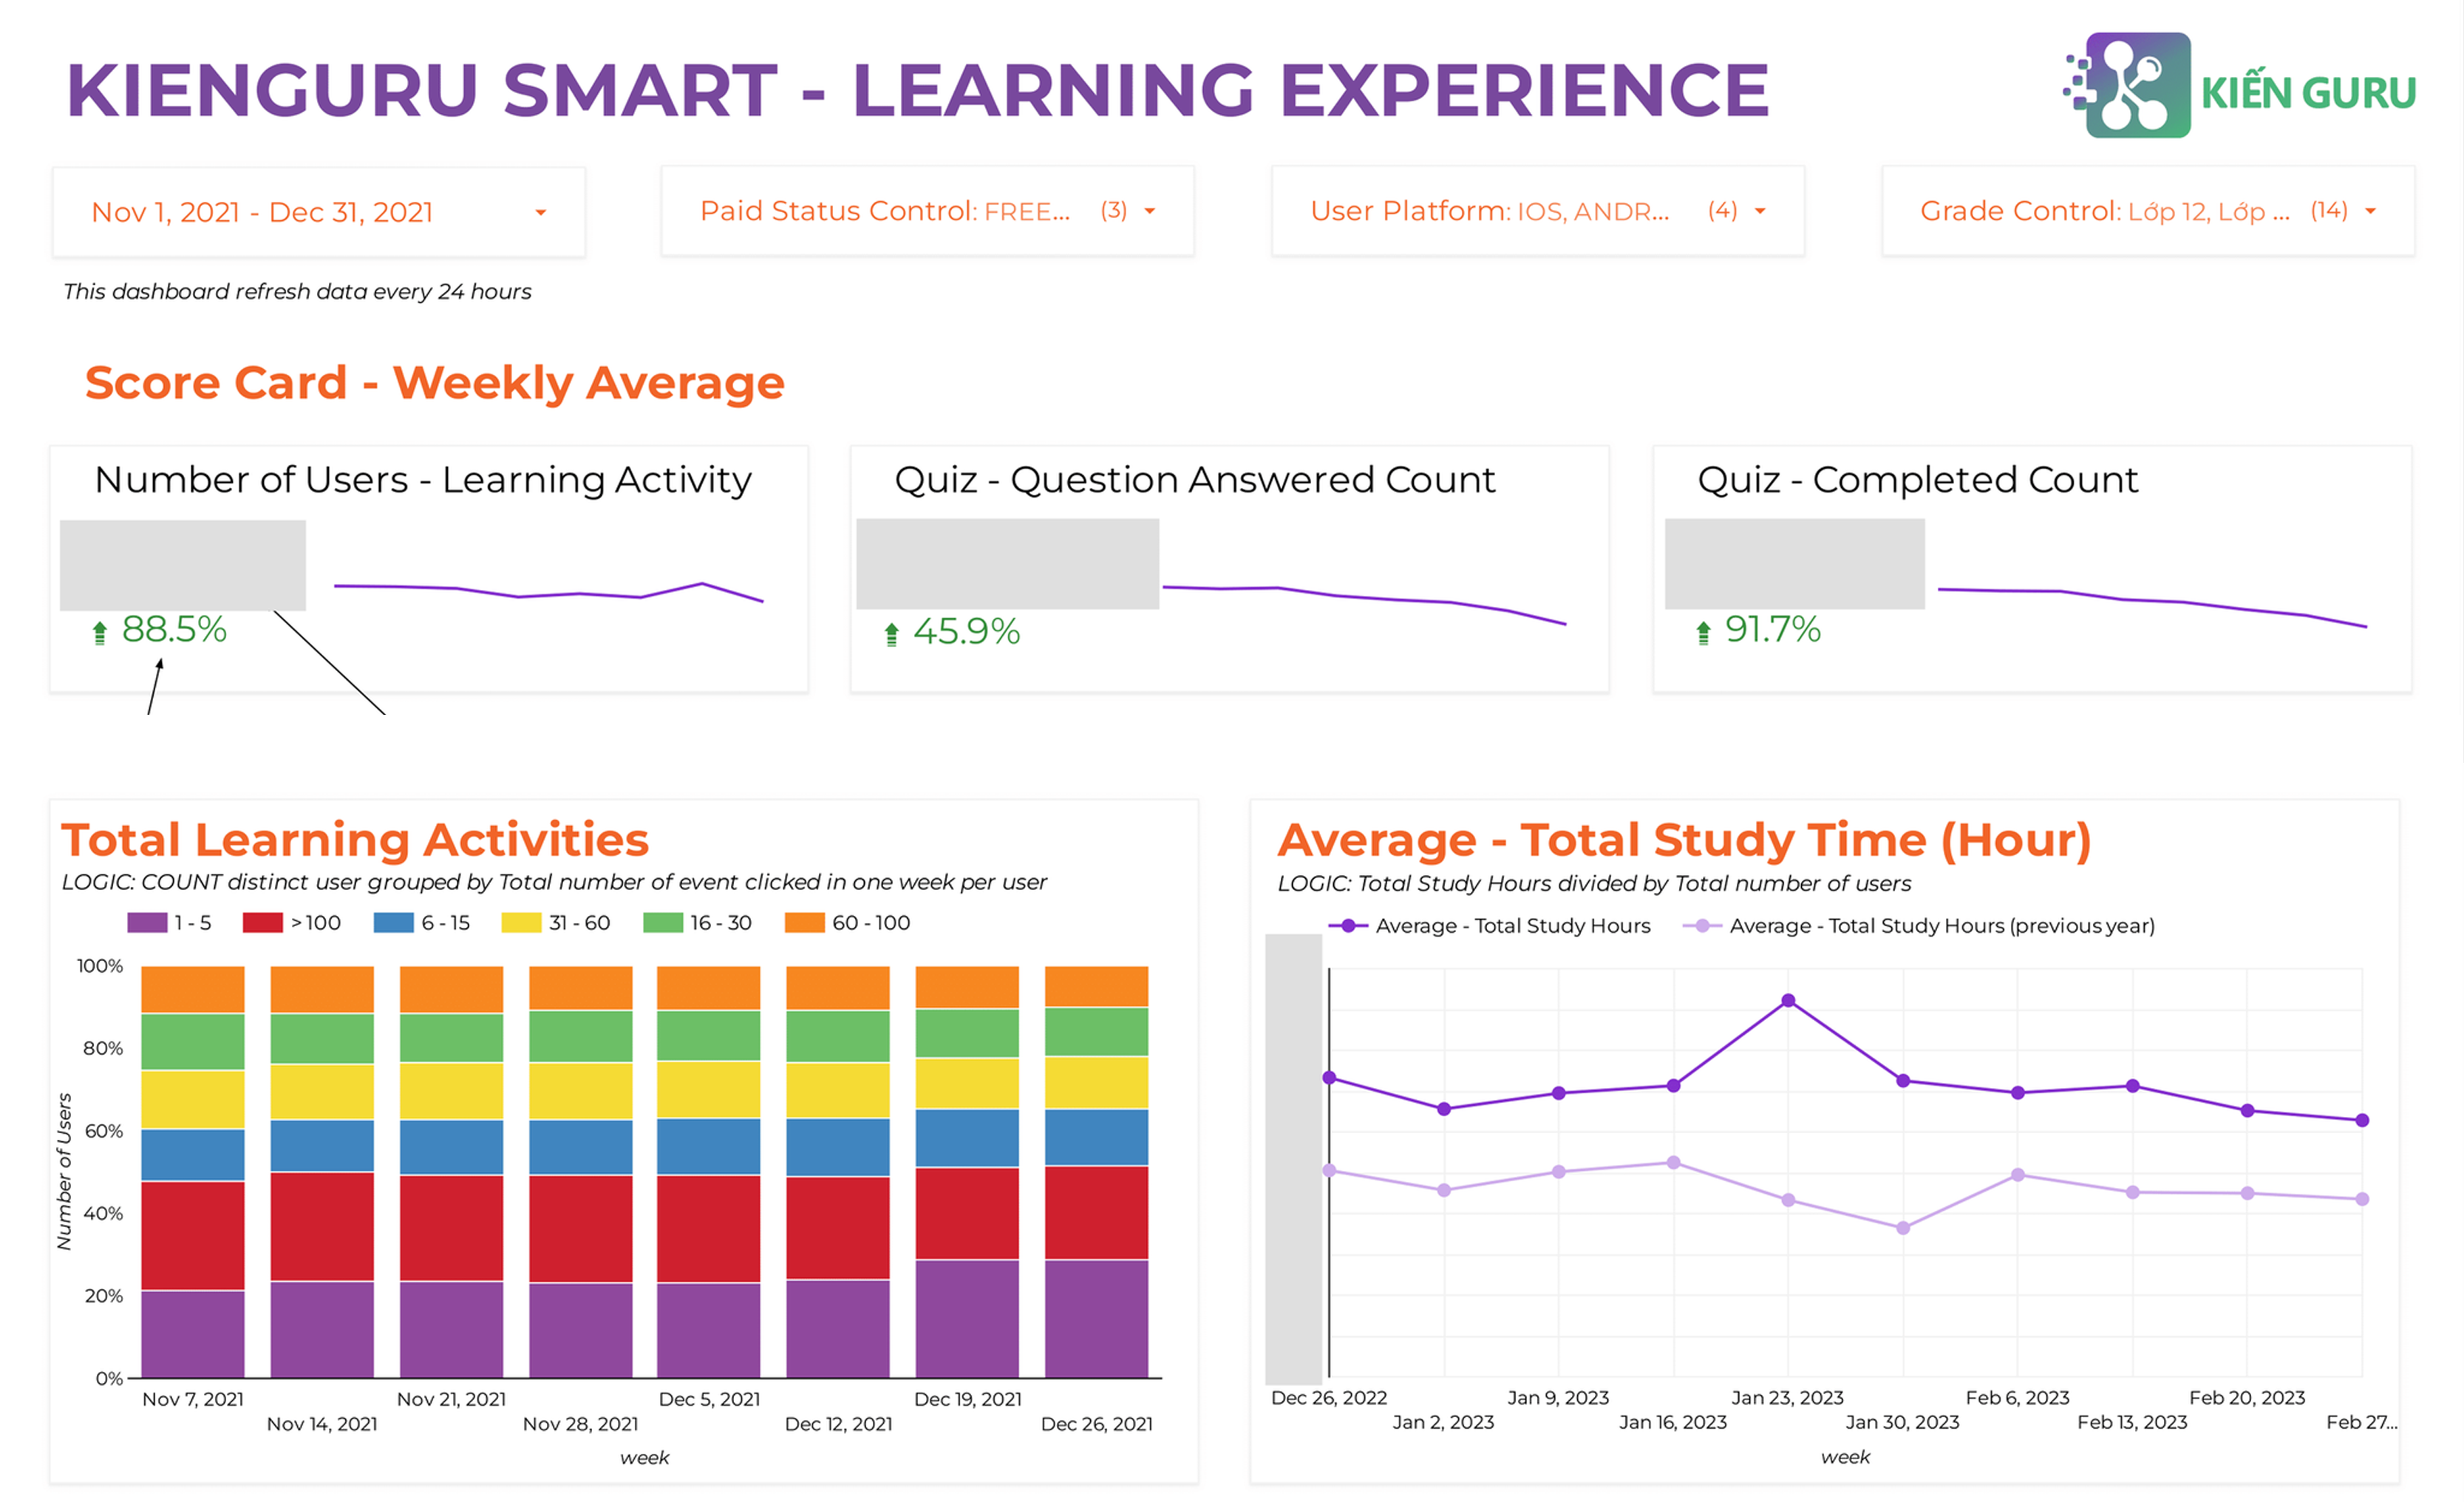 KIENGURU SMART - LEARNING EXPERIENCE
KIẾN GURU
Nov 1, 2021 - Dec 31, 2021
Paid Status Control: FREE... (3)
User Platform: IOS, ANDR... (4)
Grade Control: Lớp 12, Lớp ... (14)
This dashboard refresh data every 24 hours
Score Card - Weekly Average
Number of Users - Learning Activity
88.5%
Quiz - Question Answered Count
45.9%
Quiz - Completed Count
91.7%
Total Learning Activities
LOGIC: COUNT distinct user grouped by Total number of event clicked in one week per user
1 - 5 >100 6 - 15 31 - 60 16 - 30 60 - 100
Number of Users
100%
80%
60%
40%
20%
0%
Nov 7, 2021
Nov 14, 2021
Nov 21, 2021
Nov 28, 2021
Dec 5, 2021
Dec 12, 2021
Dec 19, 2021
Dec 26, 2021
week
Average - Total Study Time (Hour)
LOGIC: Total Study Hours divided by Total number of users
Average - Total Study Hours Average - Total Study Hours (previous year)
Dec 26, 2022
Jan 2, 2023
Jan 9, 2023
Jan 16, 2023
Jan 23, 2023
Jan 30, 2023
Feb 6, 2023
Feb 13, 2023
Feb 20, 2023
Feb 27...
week